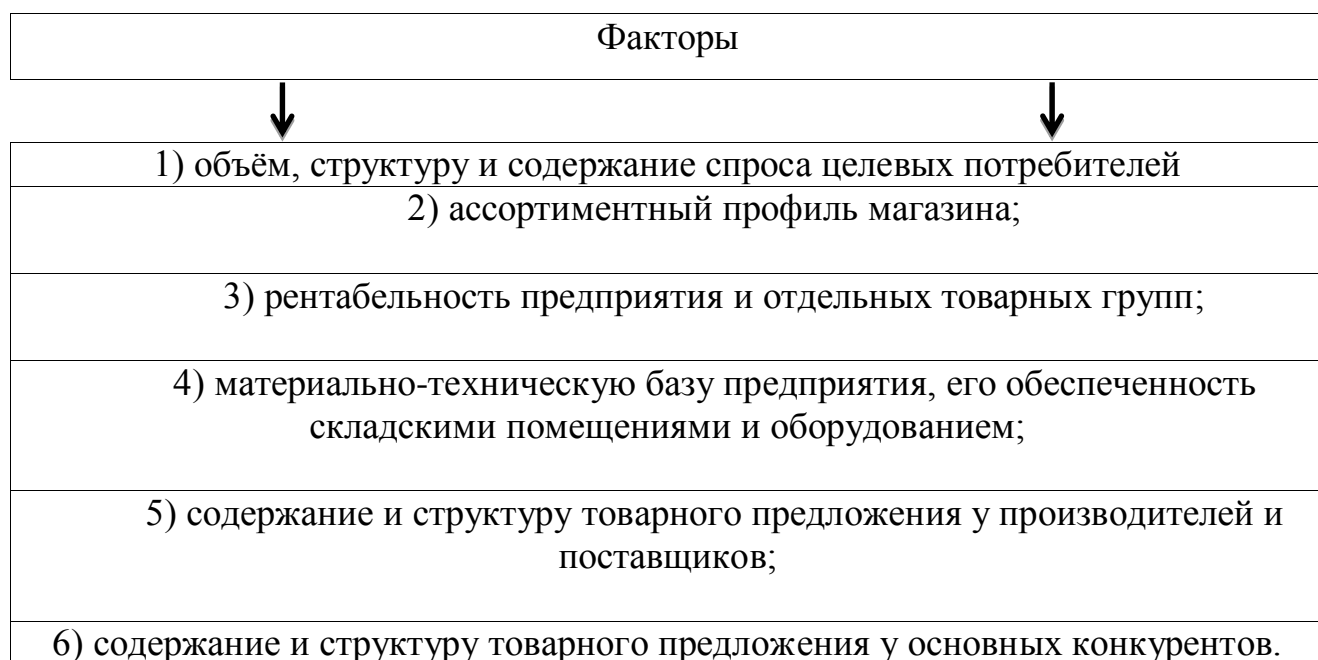 Факторы
1) объём, структуру и содержание спроса целевых потребителей
2) ассортиментный профиль магазина;
3) рентабельность предприятия и отдельных товарных групп;
4) материально-техническую базу предприятия, его обеспеченность
складскими помещениями и оборудованием;
5) содержание и структуру товарного предложения у производителей и
поставщиков;
6) содержание и структуру товарного предложения у основных конкурентов.